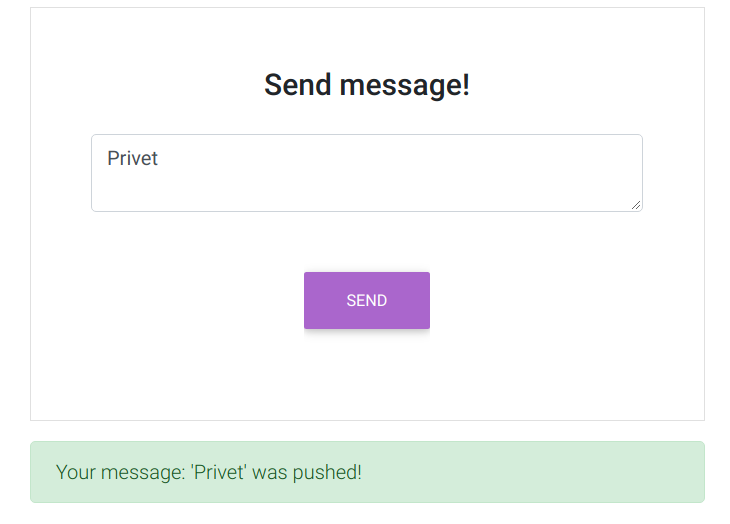 Send message!
Privet
SEND
Your message: 'Privet' was pushed!